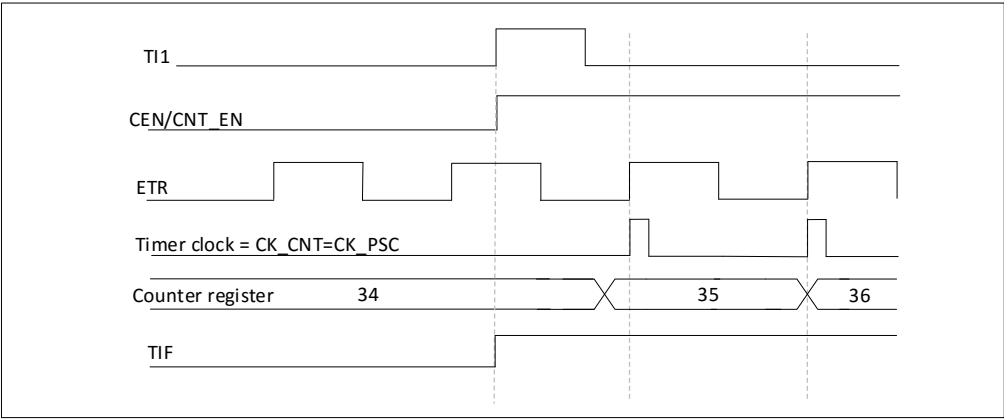 TI1
CEN/CNT_EN
ETR
Timer clock = CK_CNT=CK_PSC
Counter register 34 35 36
TIF